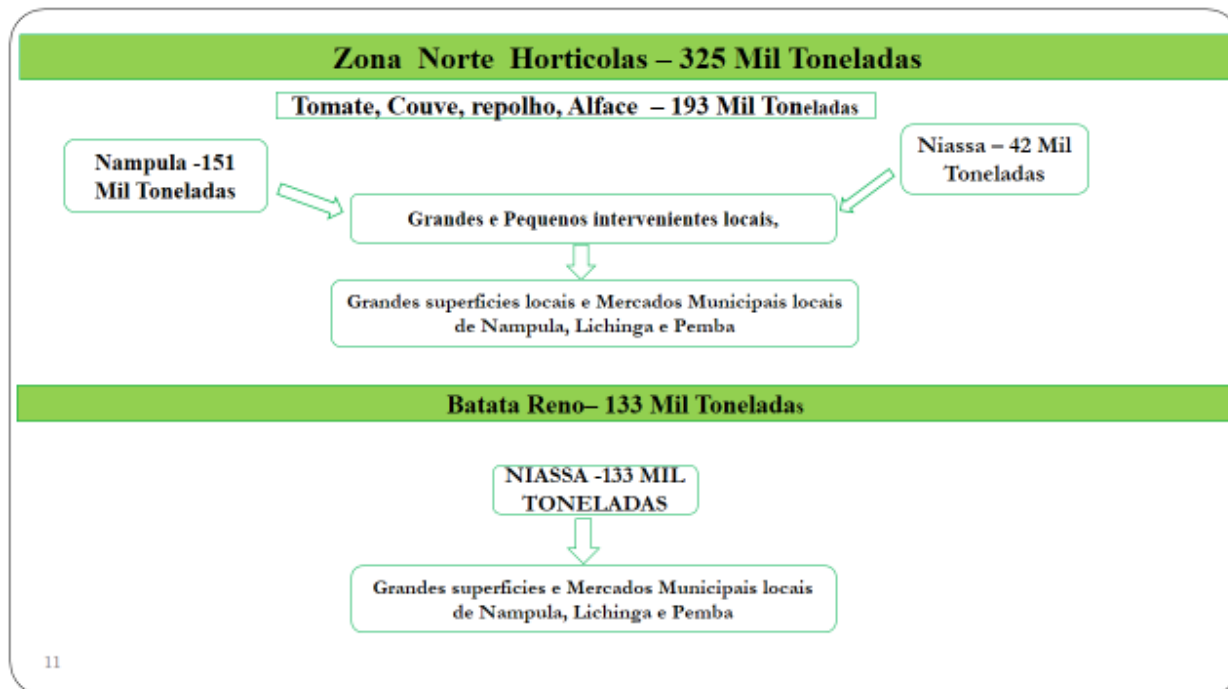 Zona Norte Horticolas – 325 Mil Toneladas
Tomate, Couve, repolho, Alface – 193 Mil Toneladas
Nampula -151
Mil Toneladas
Niassa – 42 Mil
Toneladas
Grandes e Pequenos intervenientes locais,
Grandes superficies locais e Mercados Municipais locais
de Nampula, Lichinga e Pemba
Batata Reno– 133 Mil Toneladas
NIASSA -133 MIL
TONELADAS
Grandes superficies e Mercados Municipais locais
de Nampula, Lichinga e Pemba
11